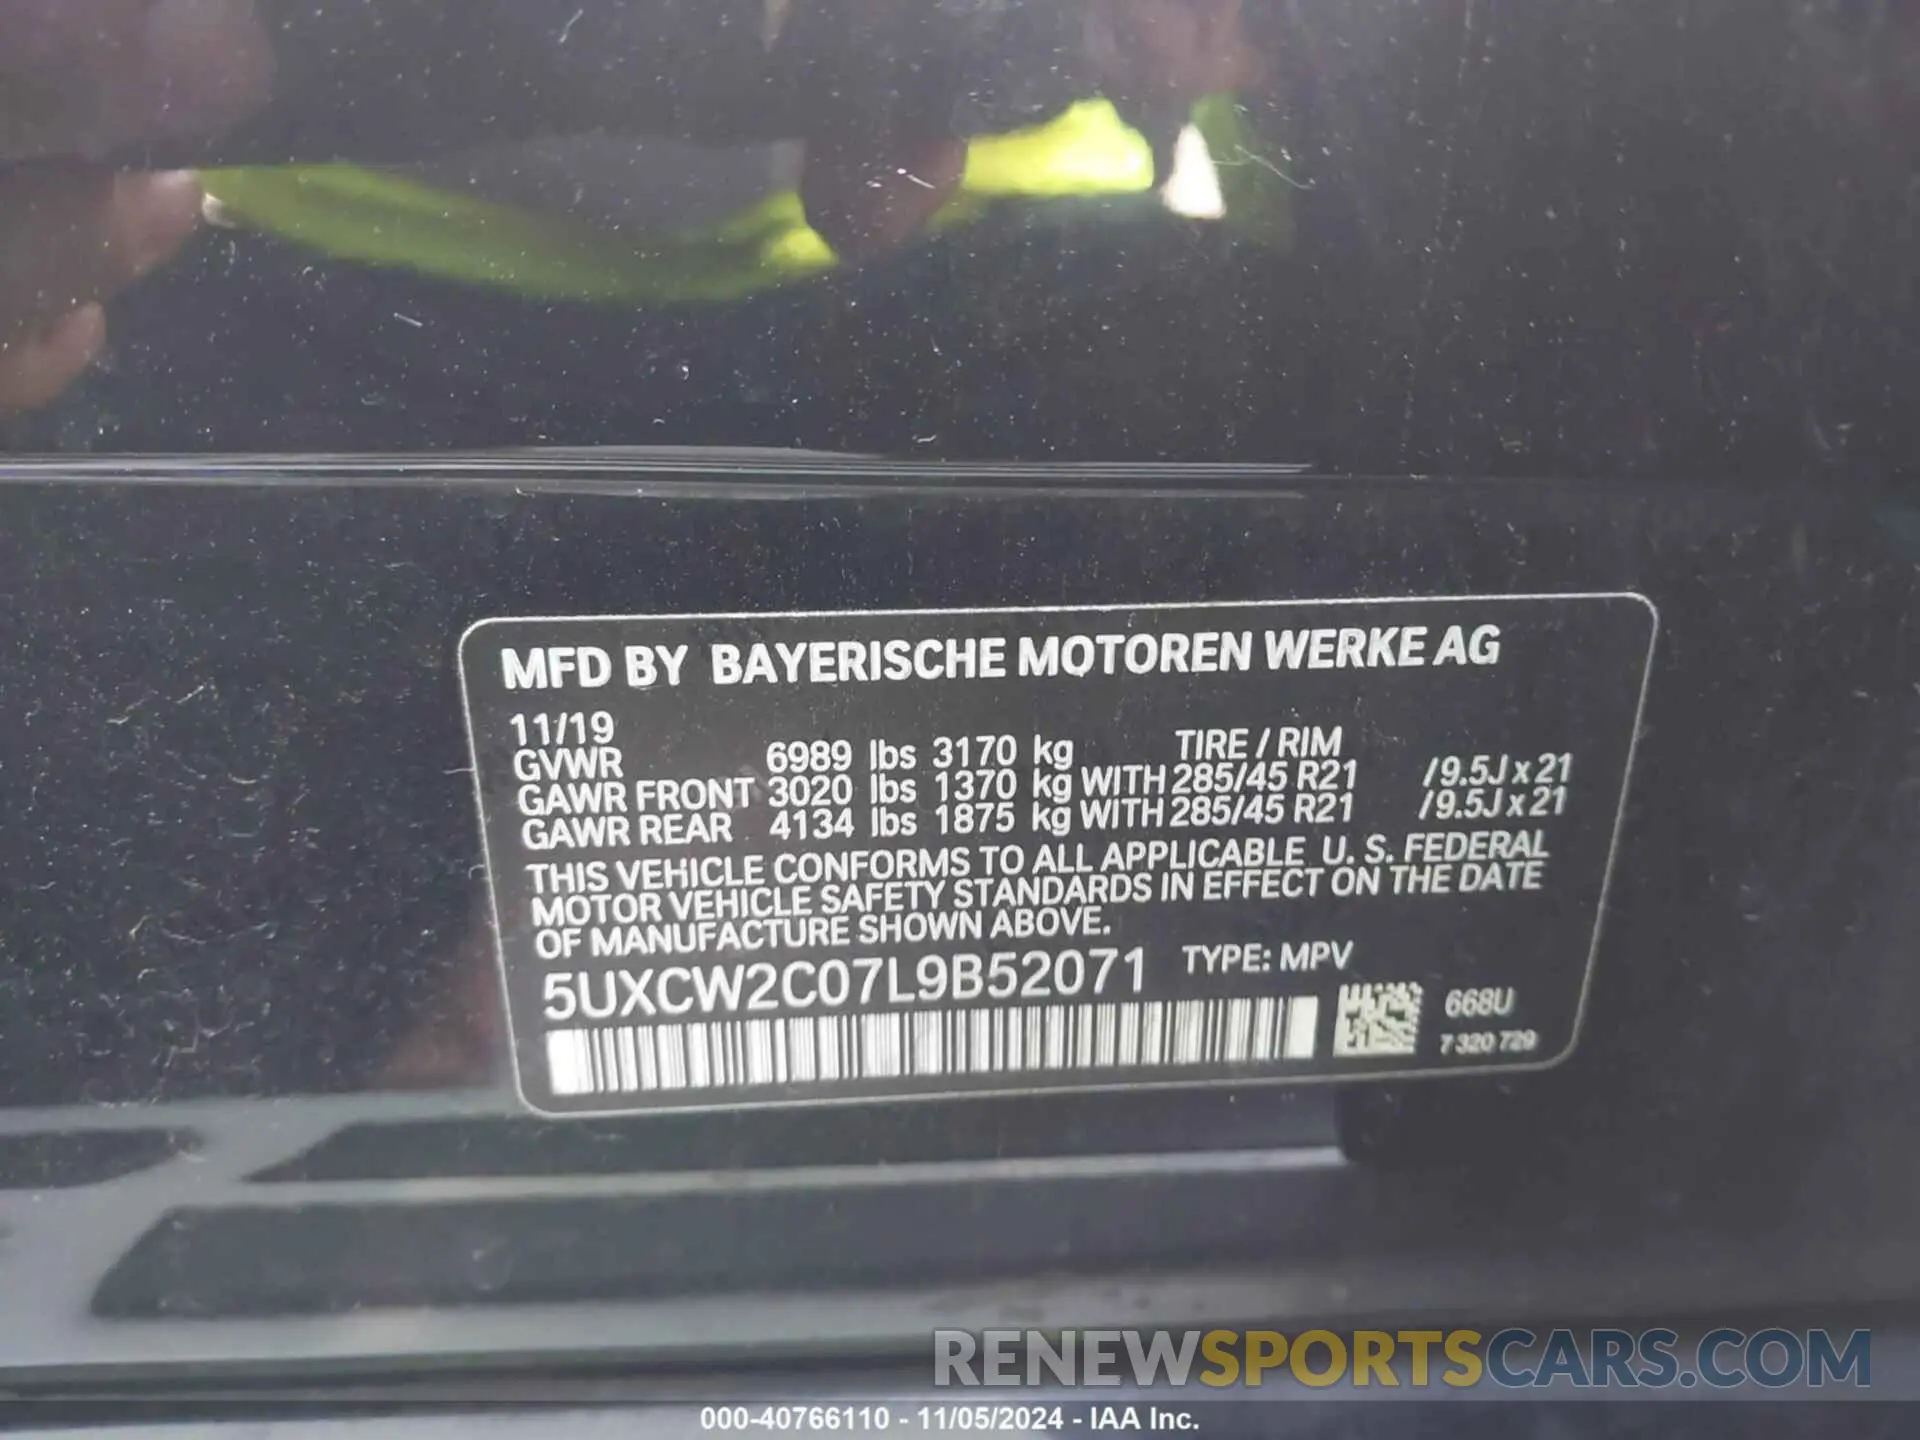 MFD BY BAYERISCHE MOTOREN WERKE AG
11/19
TIRE / RIM
GVWR 6989 lbs 3170 kg
GAWR FRONT 3020 lbs 1370 kg WITH 285/45 R21 /9.5J x 21
GAWR REAR 4134 lbs 1875 kg WITH 285/45 R21 /9.5J x 21
THIS VEHICLE CONFORMS TO ALL APPLICABLE U. S. FEDERAL
MOTOR VEHICLE SAFETY STANDARDS IN EFFECT ON THE DATE
OF MANUFACTURE SHOWN ABOVE.
5UXCW2C07L9B52071 TYPE: MPV
668U
7 320 729
RENEWSPORTSCARS.COM
000-40766110 - 11/05/2024 - IAA Inc.